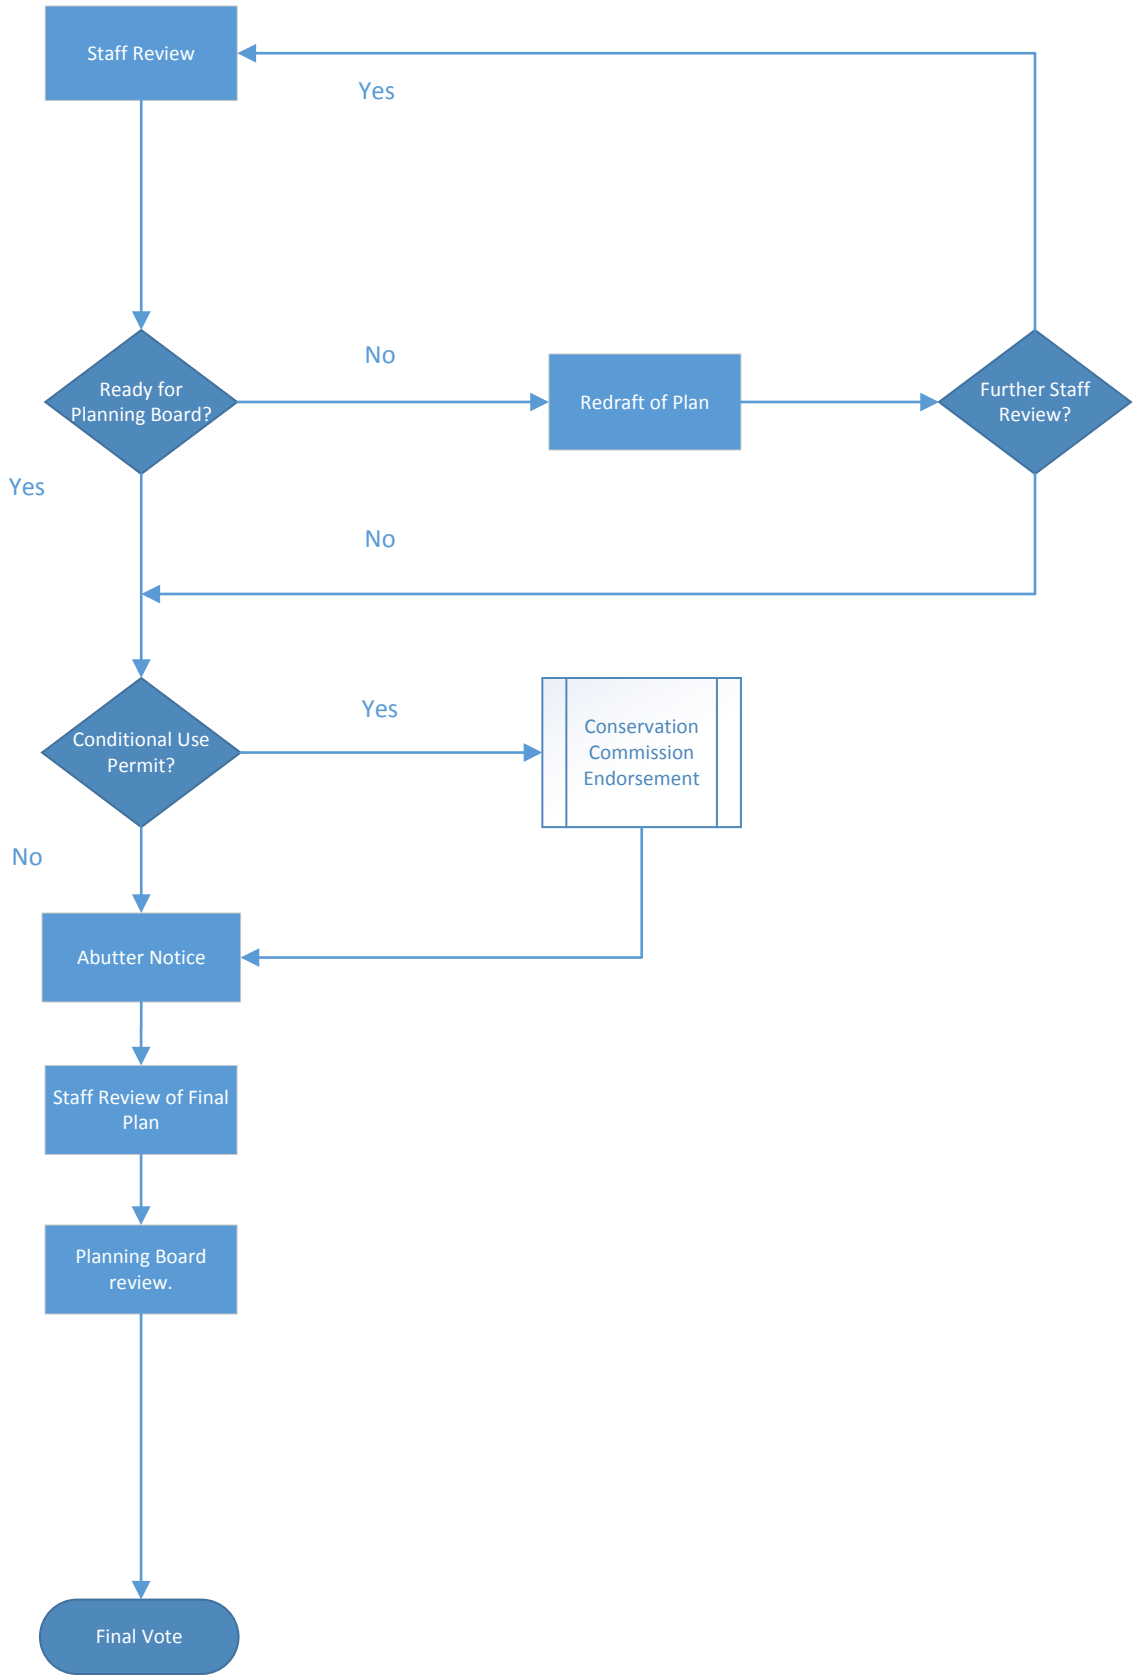 Staff Review
Yes
No
Ready for
Planning Board?
Redraft of Plan
Further Staff
Review?
Yes
No
Conditional Use
Permit?
Yes
Conservation
Commission
Endorsement
No
Abutter Notice
Staff Review of Final
Plan
Planning Board
review.
Final Vote